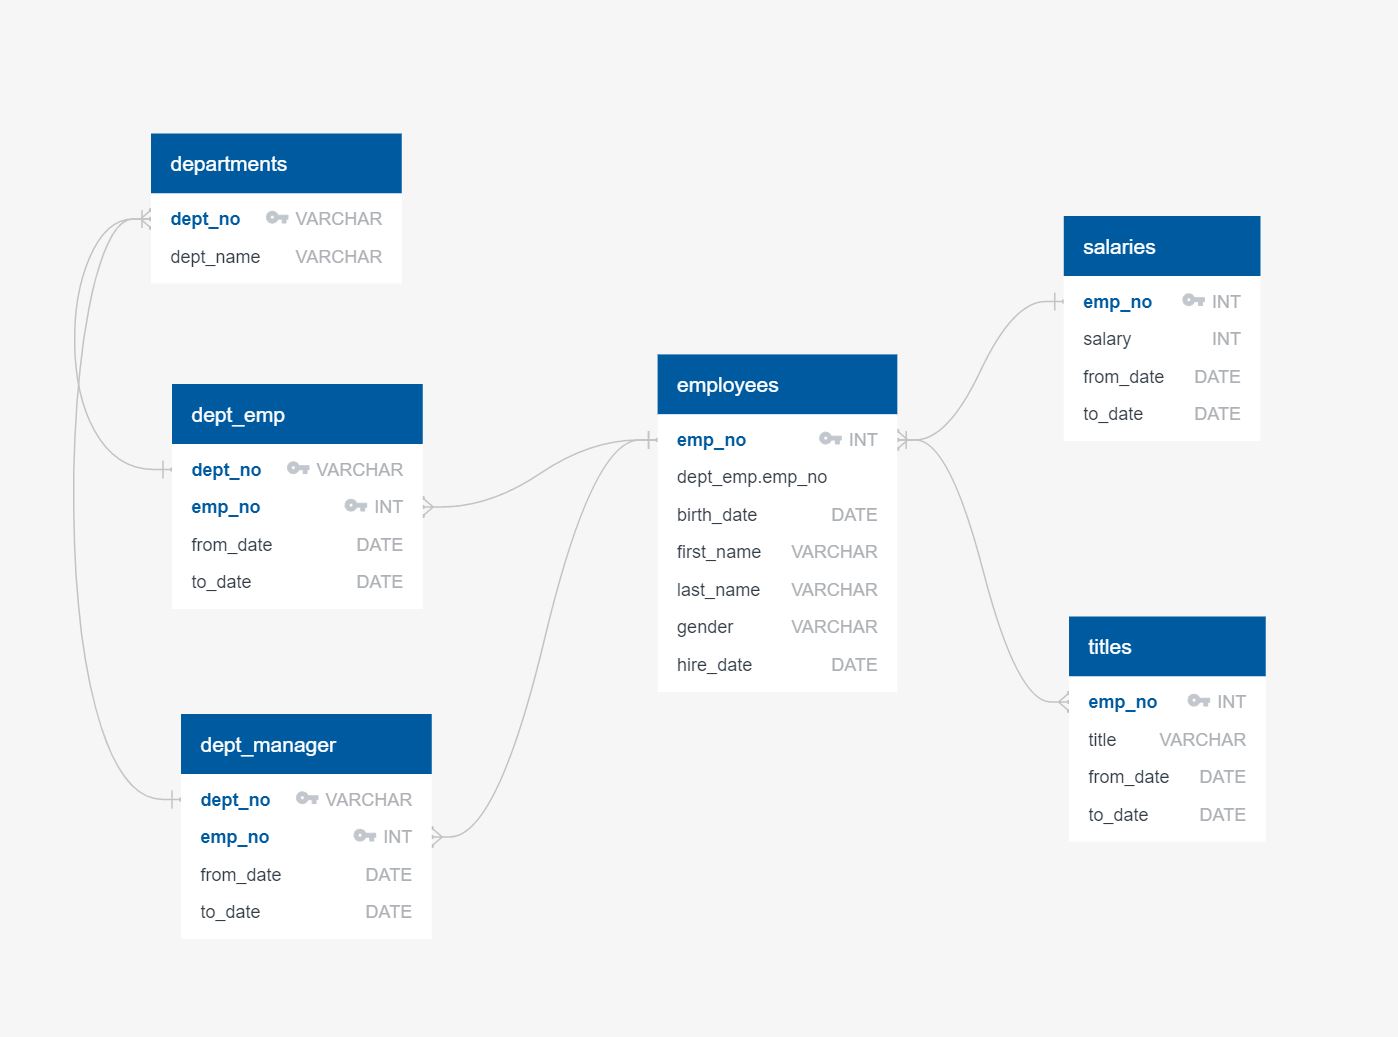 departments
dept_no VARCHAR
dept_name VARCHAR
dept_emp
dept_no VARCHAR
emp_no INT
from_date DATE
to_date DATE
dept_manager
dept_no VARCHAR
emp_no INT
from_date DATE
to_date DATE
employees
emp_no INT
dept_emp.emp_no
birth_date DATE
first_name VARCHAR
last_name VARCHAR
gender VARCHAR
hire_date DATE
salaries
emp_no INT
salary INT
from_date DATE
to_date DATE
titles
emp_no INT
title VARCHAR
from_date DATE
to_date DATE